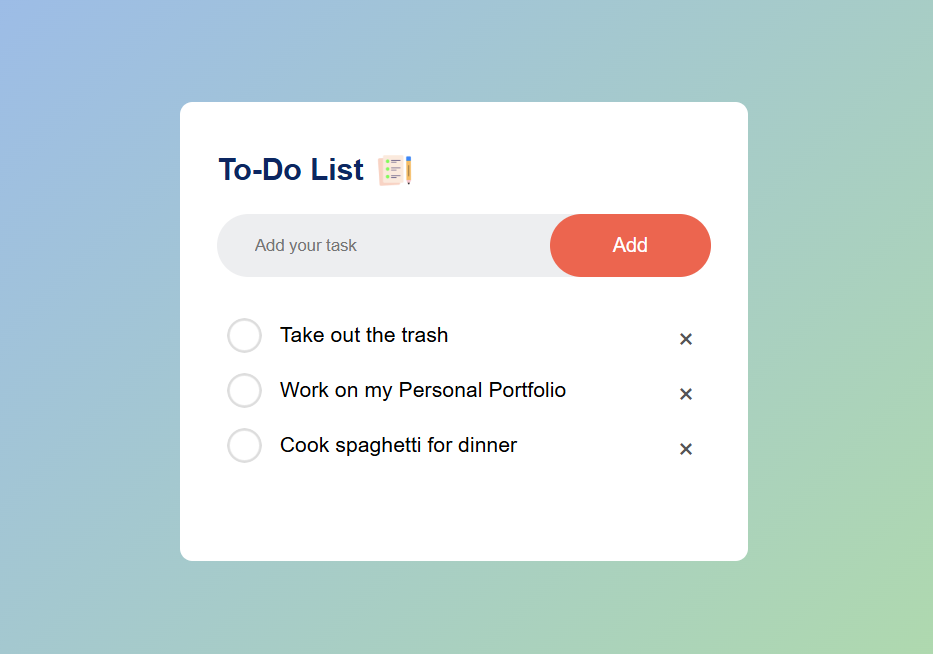 To-Do List
Add your task
Add
Take out the trash
×
Work on my Personal Portfolio
×
Cook spaghetti for dinner
×